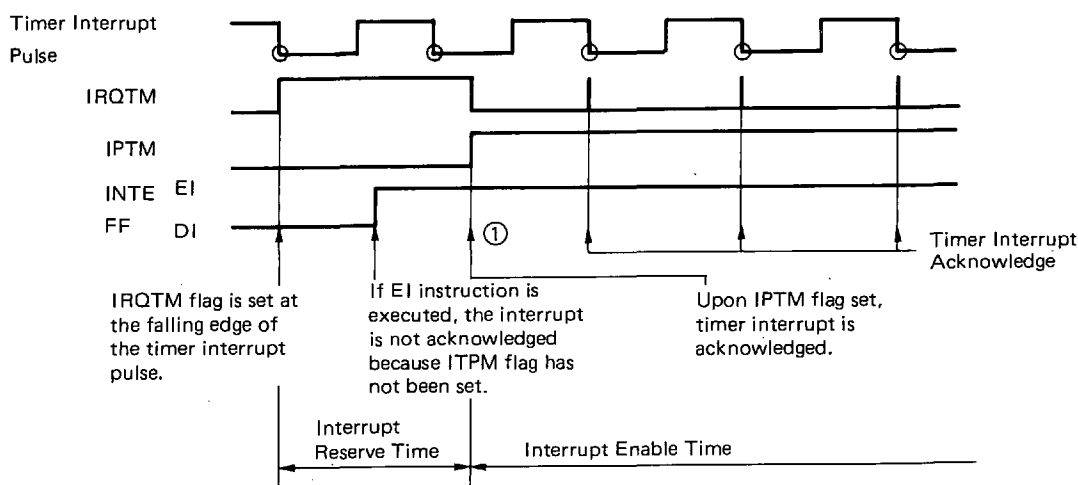 Timer Interrupt
Pulse
IRQTM
IPTM
INTE EI
FF DI
①
Timer Interrupt
Acknowledge
IRQTM flag is set at
the falling edge of
the timer interrupt
pulse.
If EI instruction is
executed, the interrupt
is not acknowledged
because ITPM flag has
not been set.
Upon IPTM flag set,
timer interrupt is
acknowledged.
Interrupt
Reserve Time
Interrupt Enable Time